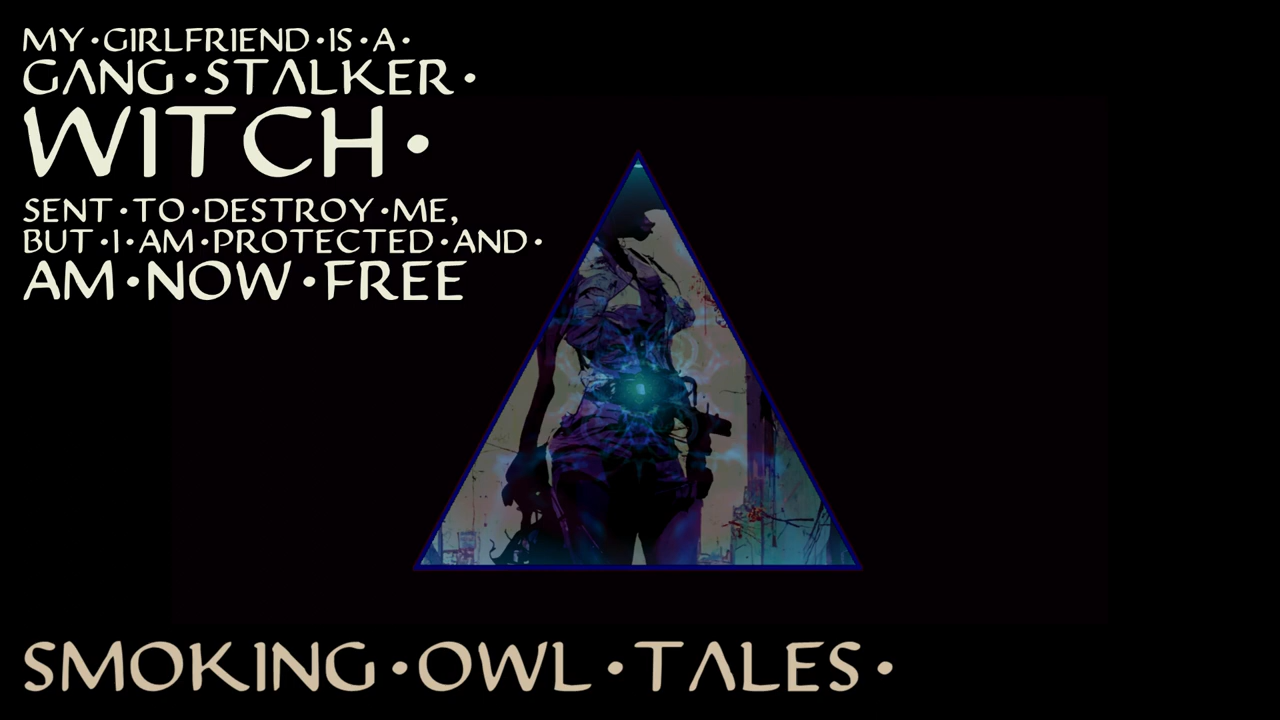 MY·GIRLFRIEND·IS·A·
GANG·STALKER·
WITCH·
SENT·TO·DESTROY·ME,
BUT·I·AM·PROTECTED·AND·
AM·NOW·FREE
SMOKING·OWL·TALES·